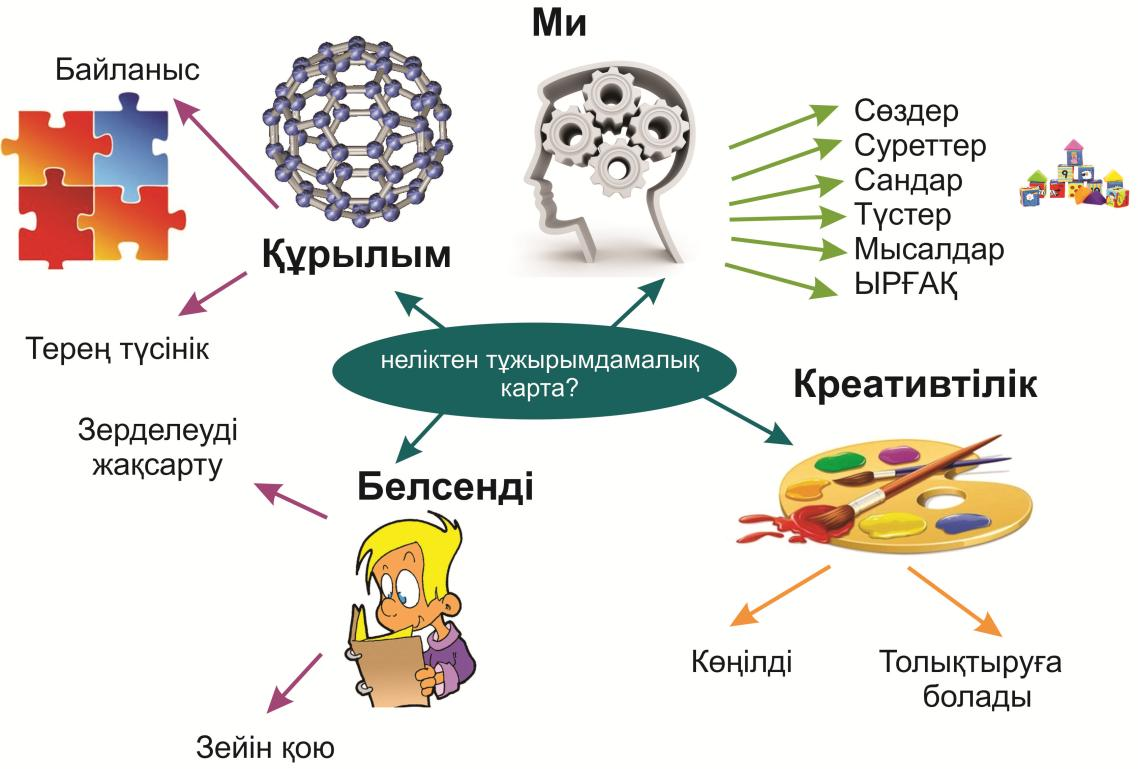 Ми
Байланыс
Сөздер
Суреттер
Сандар
Түстер
Мысалдар
ЫРҒАҚ
Құрылым
Терең түсінік
неліктен тұжырымдамалық
карта?
Креативтілік
Зерделеуді
жақсарту
Белсенді
Көңілді
Толықтыруға
болады
Зейін қою